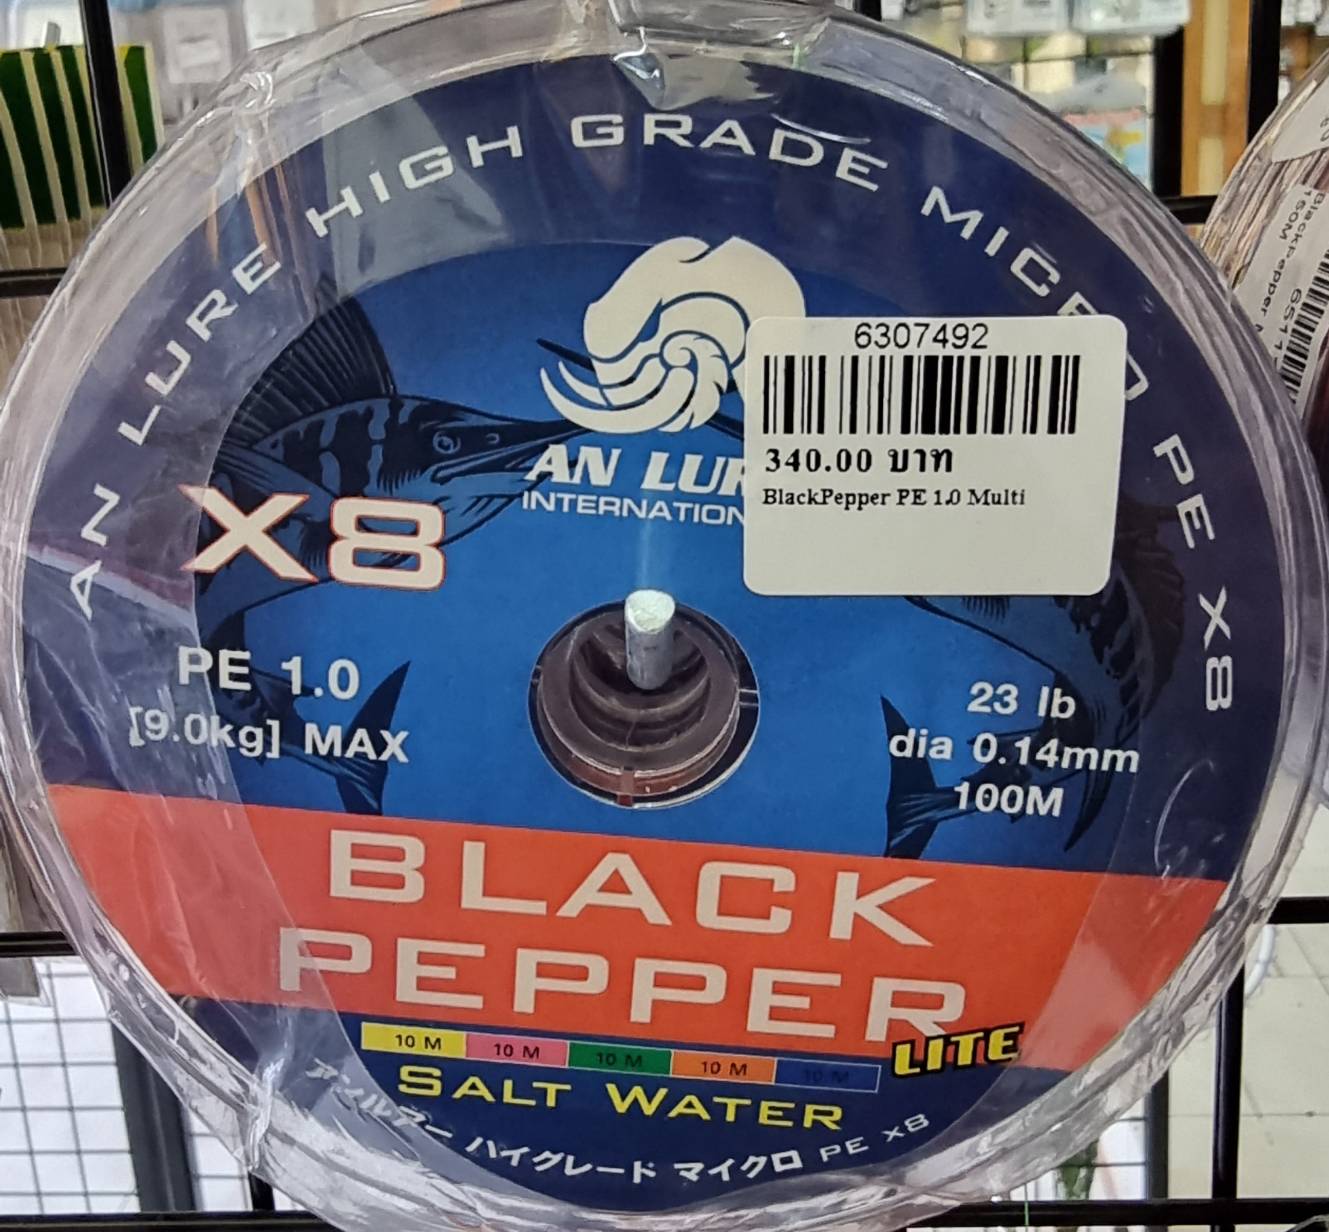 AN LURE HIGH GRADE MICRO PE X8
6307492
340.00 บาท
BlackPepper PE 1.0 Multi
AN LUR
INTERNATION
X8
PE 1.0
[9.0kg] MAX
23 lb
dia 0.14mm
100M
BLACK
PEPPER
LITE
10 M 10 M 10 M 10 M 10 M
SALT WATER
アンルアー ハイグレード マイクロ PE X8
BlackPepper